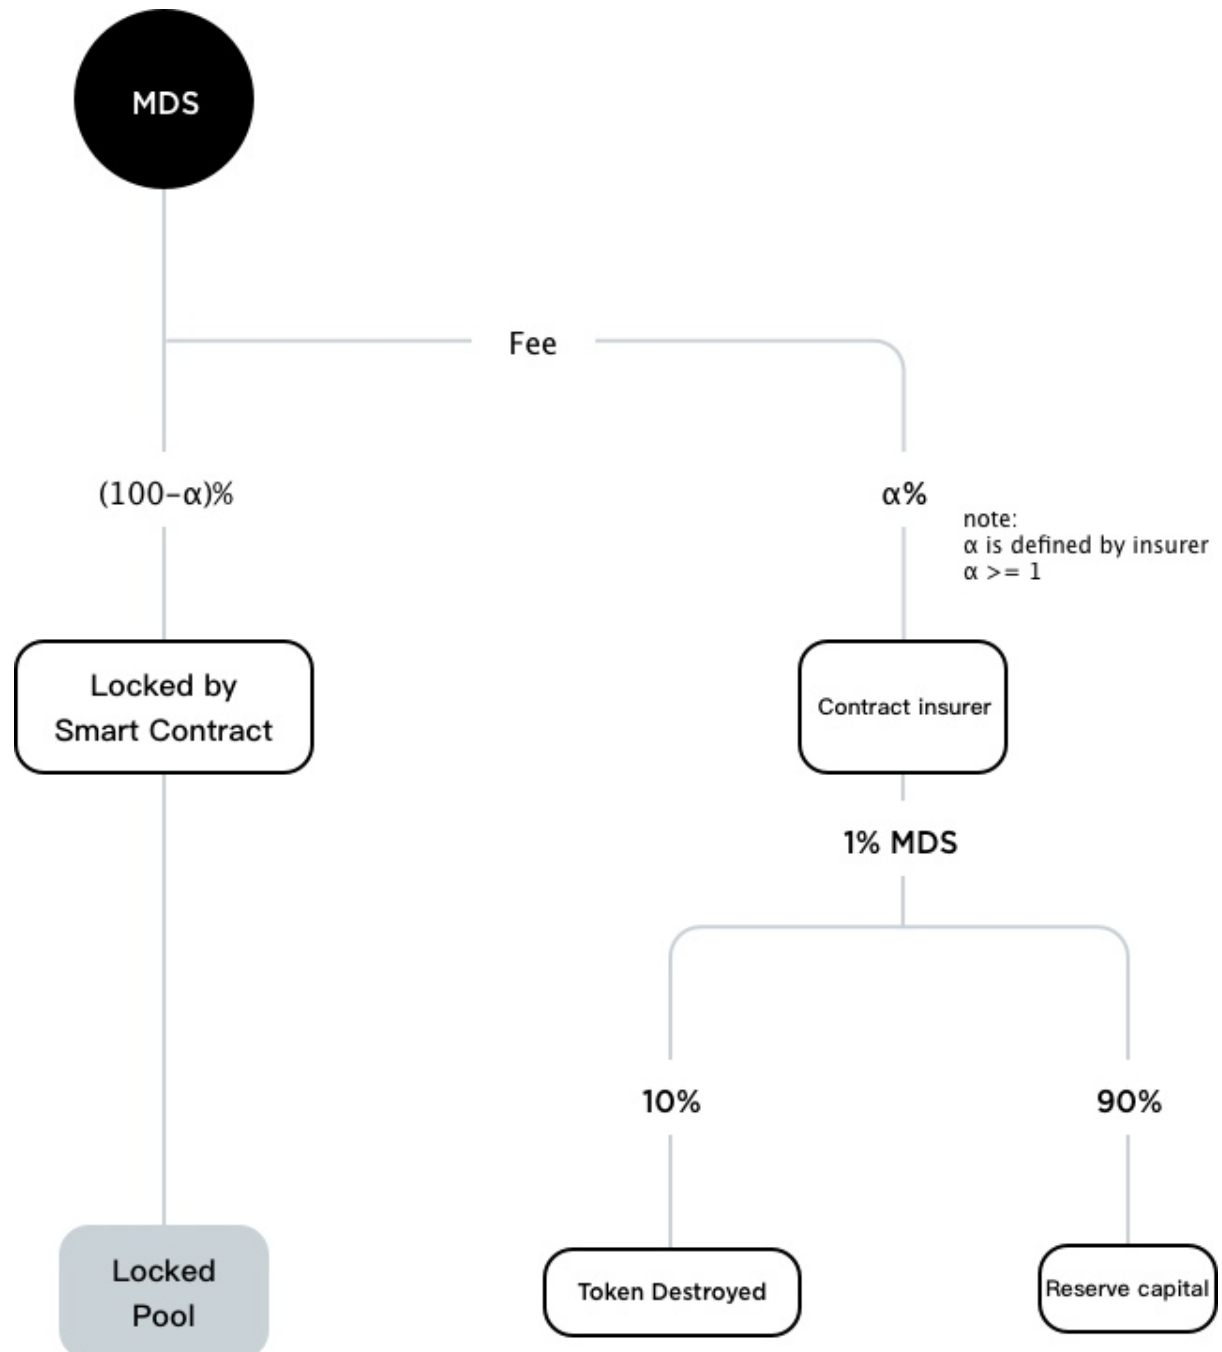 MDS
Fee
(100-α)%
α%
note:
α is defined by insurer
α >= 1
Locked by
Smart Contract
Contract insurer
1% MDS
10%
90%
Locked
Pool
Token Destroyed
Reserve capital